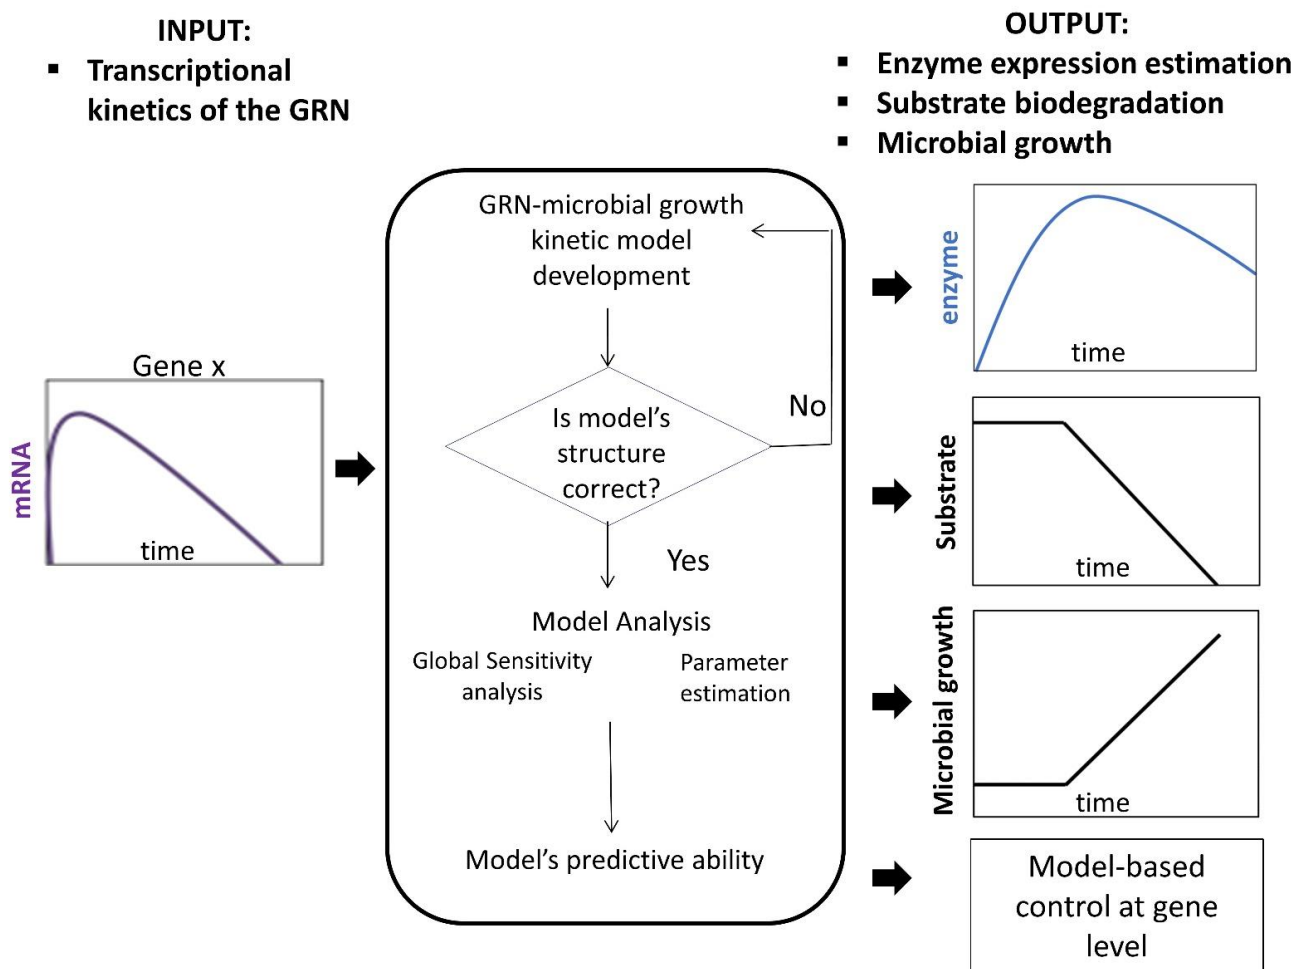 INPUT:
▪ Transcriptional
kinetics of the GRN
Gene x
mRNA
time
GRN-microbial growth
kinetic model
development
Is model’s
structure
correct?
No
Yes
Model Analysis
Global Sensitivity
analysis
Parameter
estimation
Model’s predictive ability
OUTPUT:
▪ Enzyme expression estimation
▪ Substrate biodegradation
▪ Microbial growth
enzyme
time
Substrate
time
Microbial growth
time
Model-based
control at gene
level